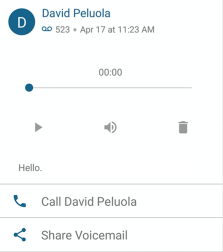 D
David Peluola
523 • Apr 17 at 11:23 AM
00:00
Hello.
Call David Peluola
Share Voicemail